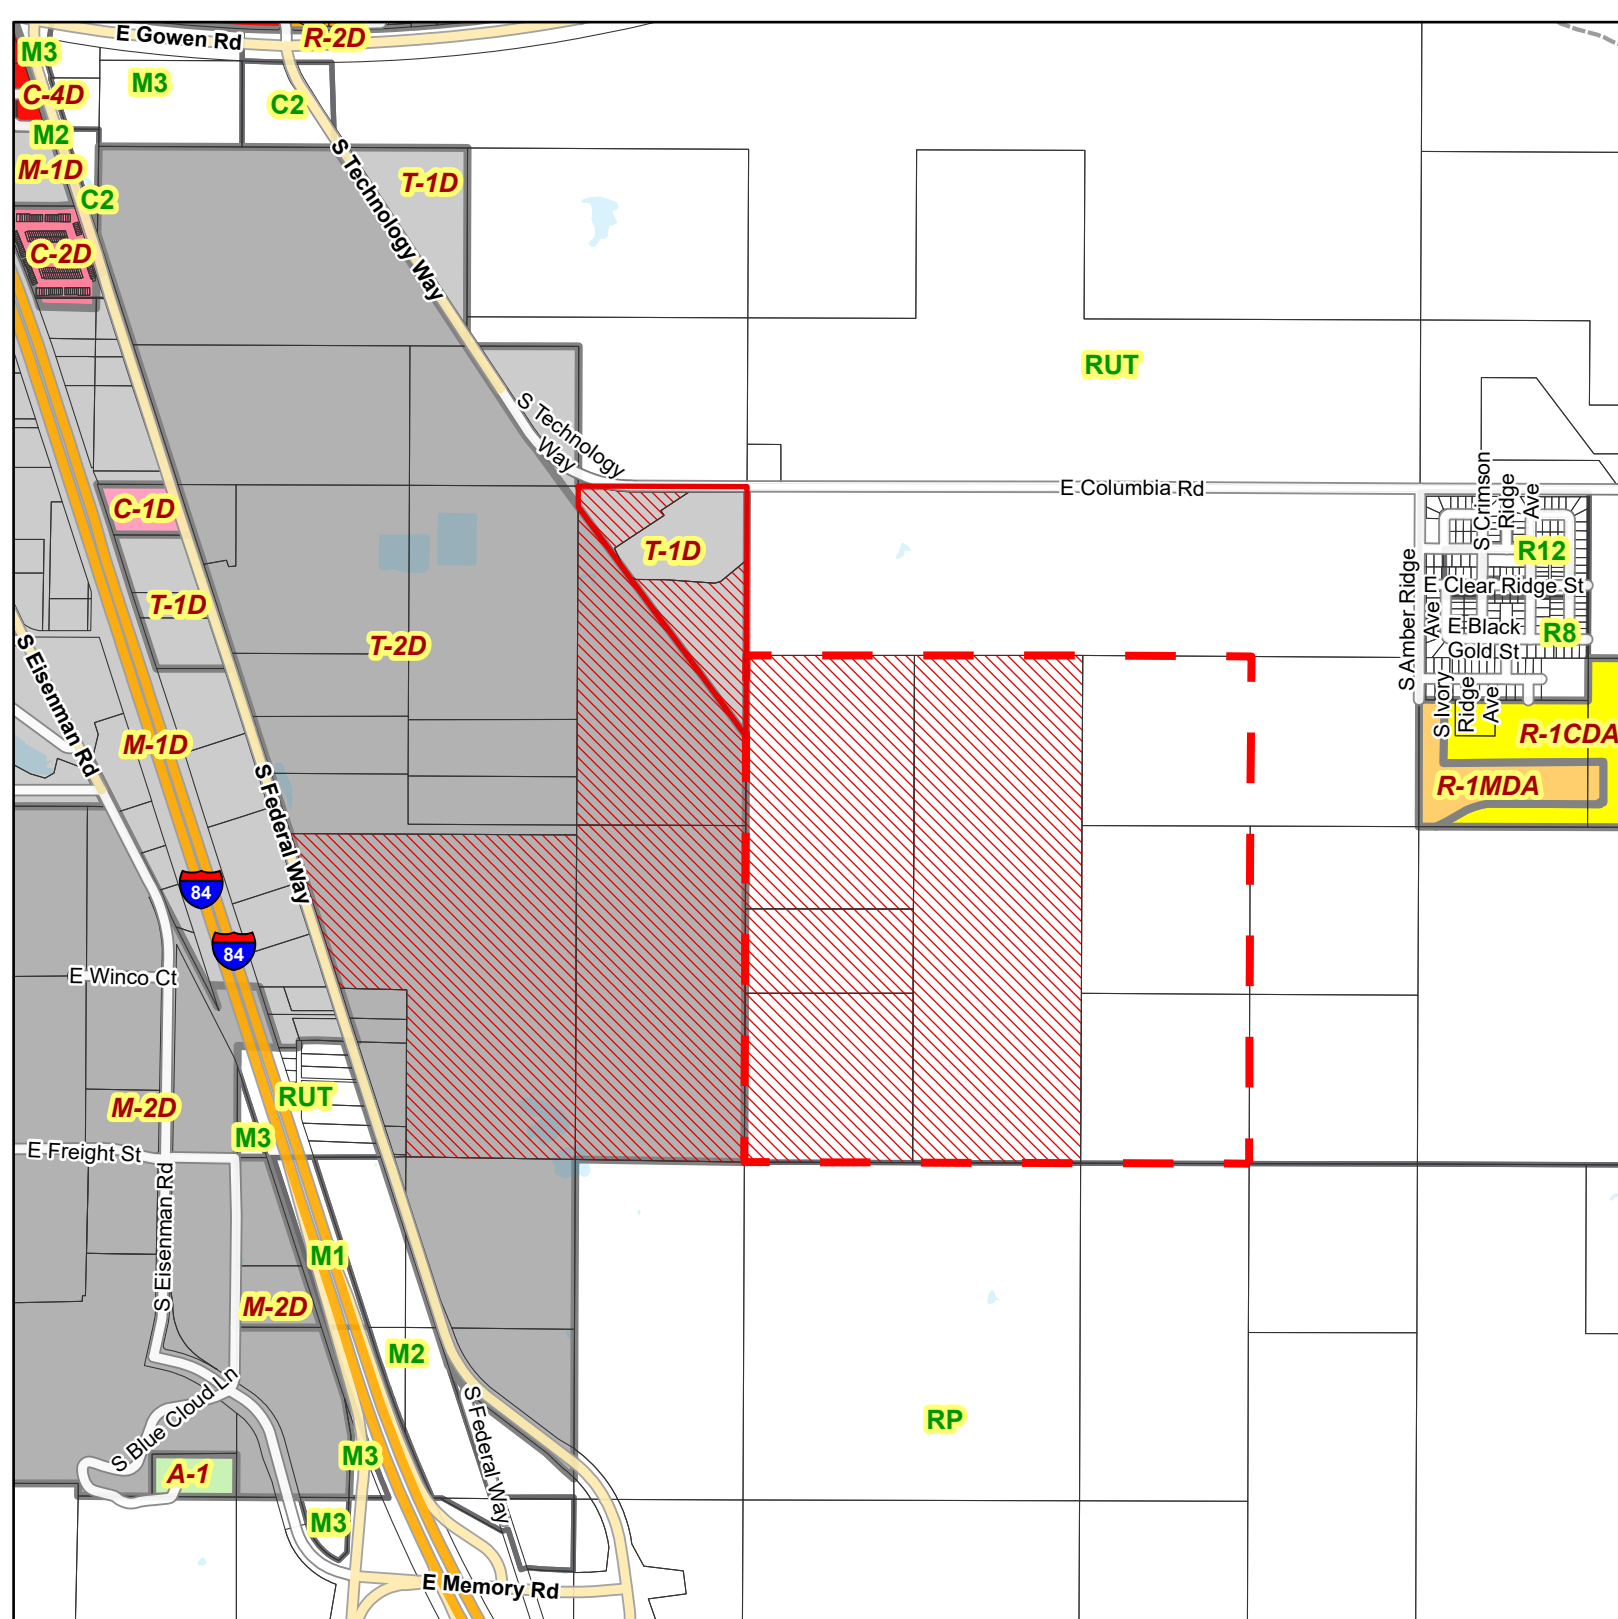 E Gowen Rd
R-2D
M3
M3
C-4D
C2
M2
M-1D
C2
S Technology Way
T-1D
C-2D
RUT
S Technology
Way
E Columbia Rd
C-1D
T-1D
S Crimson
Ridge
Ave
R12
S Amber Ridge
Ave
E Clear Ridge St
T-1D
E Black
Gold St
R8
T-2D
S Eisenman Rd
M-1D
S Ivory
Ridge
Ave
R-1CDA
R-1MDA
S Federal Way
84
84
E Winco Ct
RUT
M-2D
M3
E Freight St
S Eisenman Rd
M1
M-2D
M2
S Blue Cloud Ln
S Federal Way
RP
M3
A-1
M3
E Memory Rd